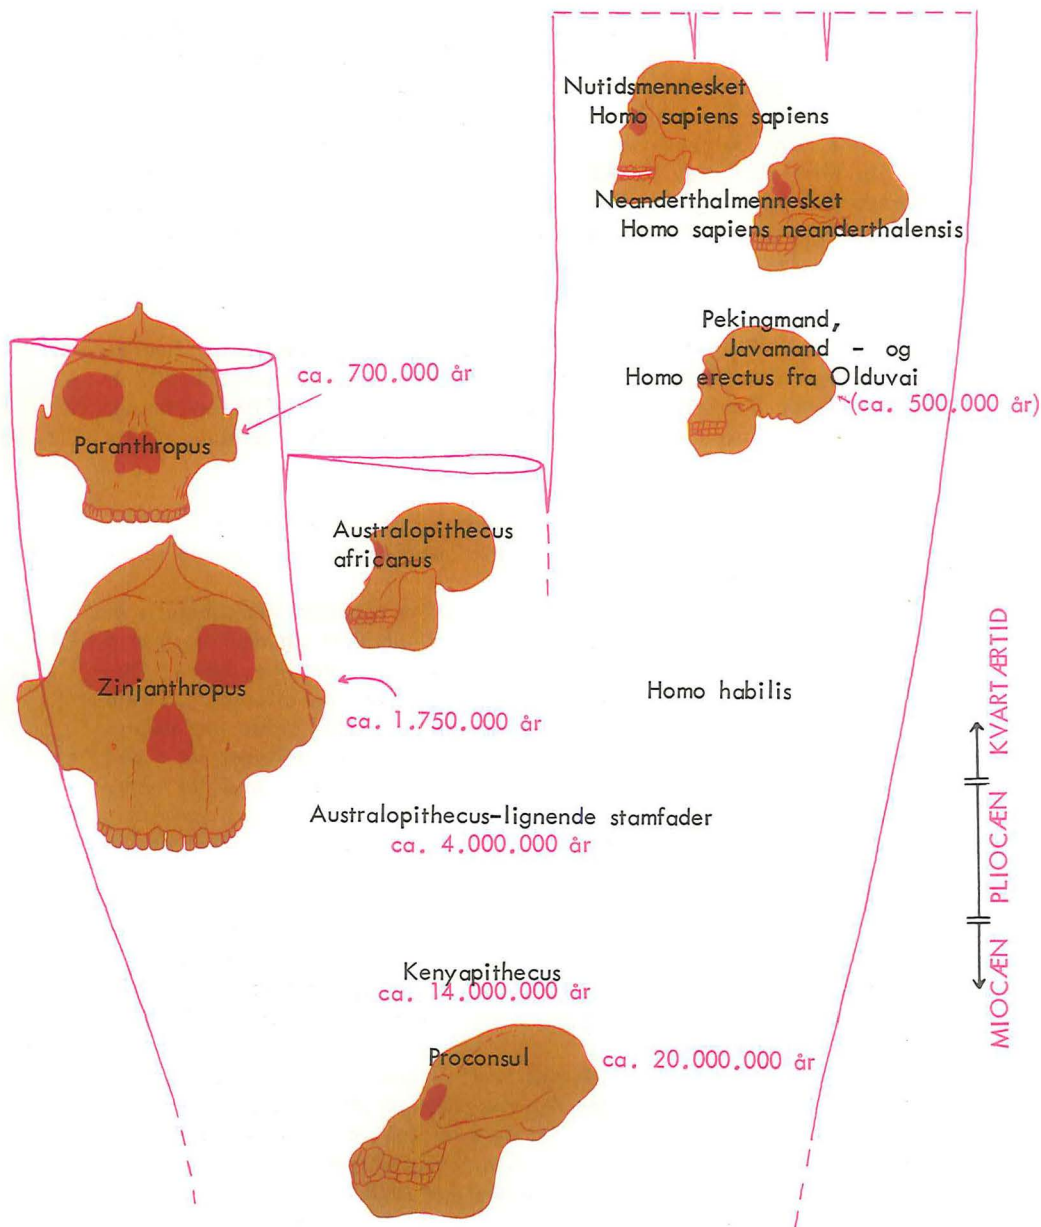 Nutidsmennesket
Homo sapiens sapiens
Neanderthalmennesket
Homo sapiens neanderthalensis
Pekingmand,
Javamand - og
Homo erectus fra Olduvai
(ca. 500.000 år)
ca. 700.000 år
Paranthropus
Australopithecus
africanus
Zinjanthropus
ca. 1.750.000 år
Homo habilis
Australopithecus-lignende stamfader
ca. 4.000.000 år
Kenyapithecus
ca. 14.000.000 år
Proconsul
ca. 20.000.000 år
MIOCÆN PLIOCÆN KVARTÆRTID